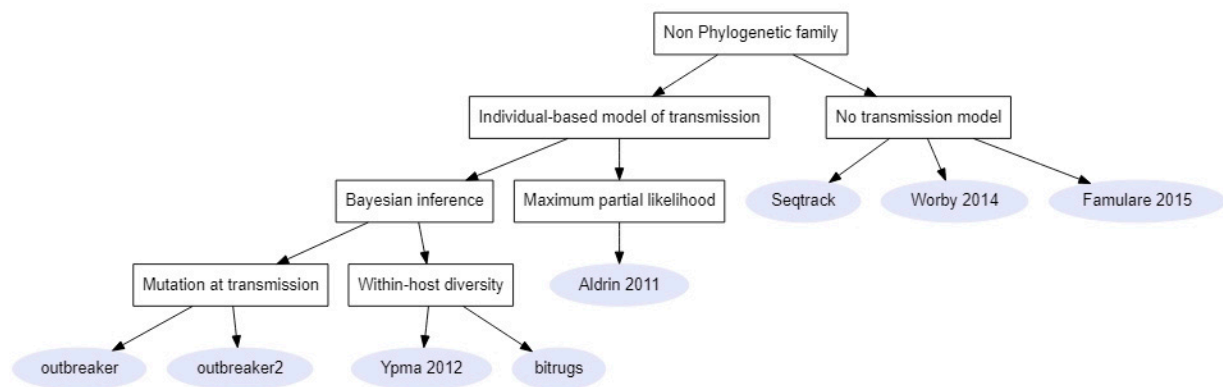 Non Phylogenetic family
Individual-based model of transmission
No transmission model
Bayesian inference
Maximum partial likelihood
Seqtrack
Worby 2014
Famulare 2015
Mutation at transmission
Within-host diversity
Aldrin 2011
outbreaker
outbreaker2
Ypma 2012
bitrugs